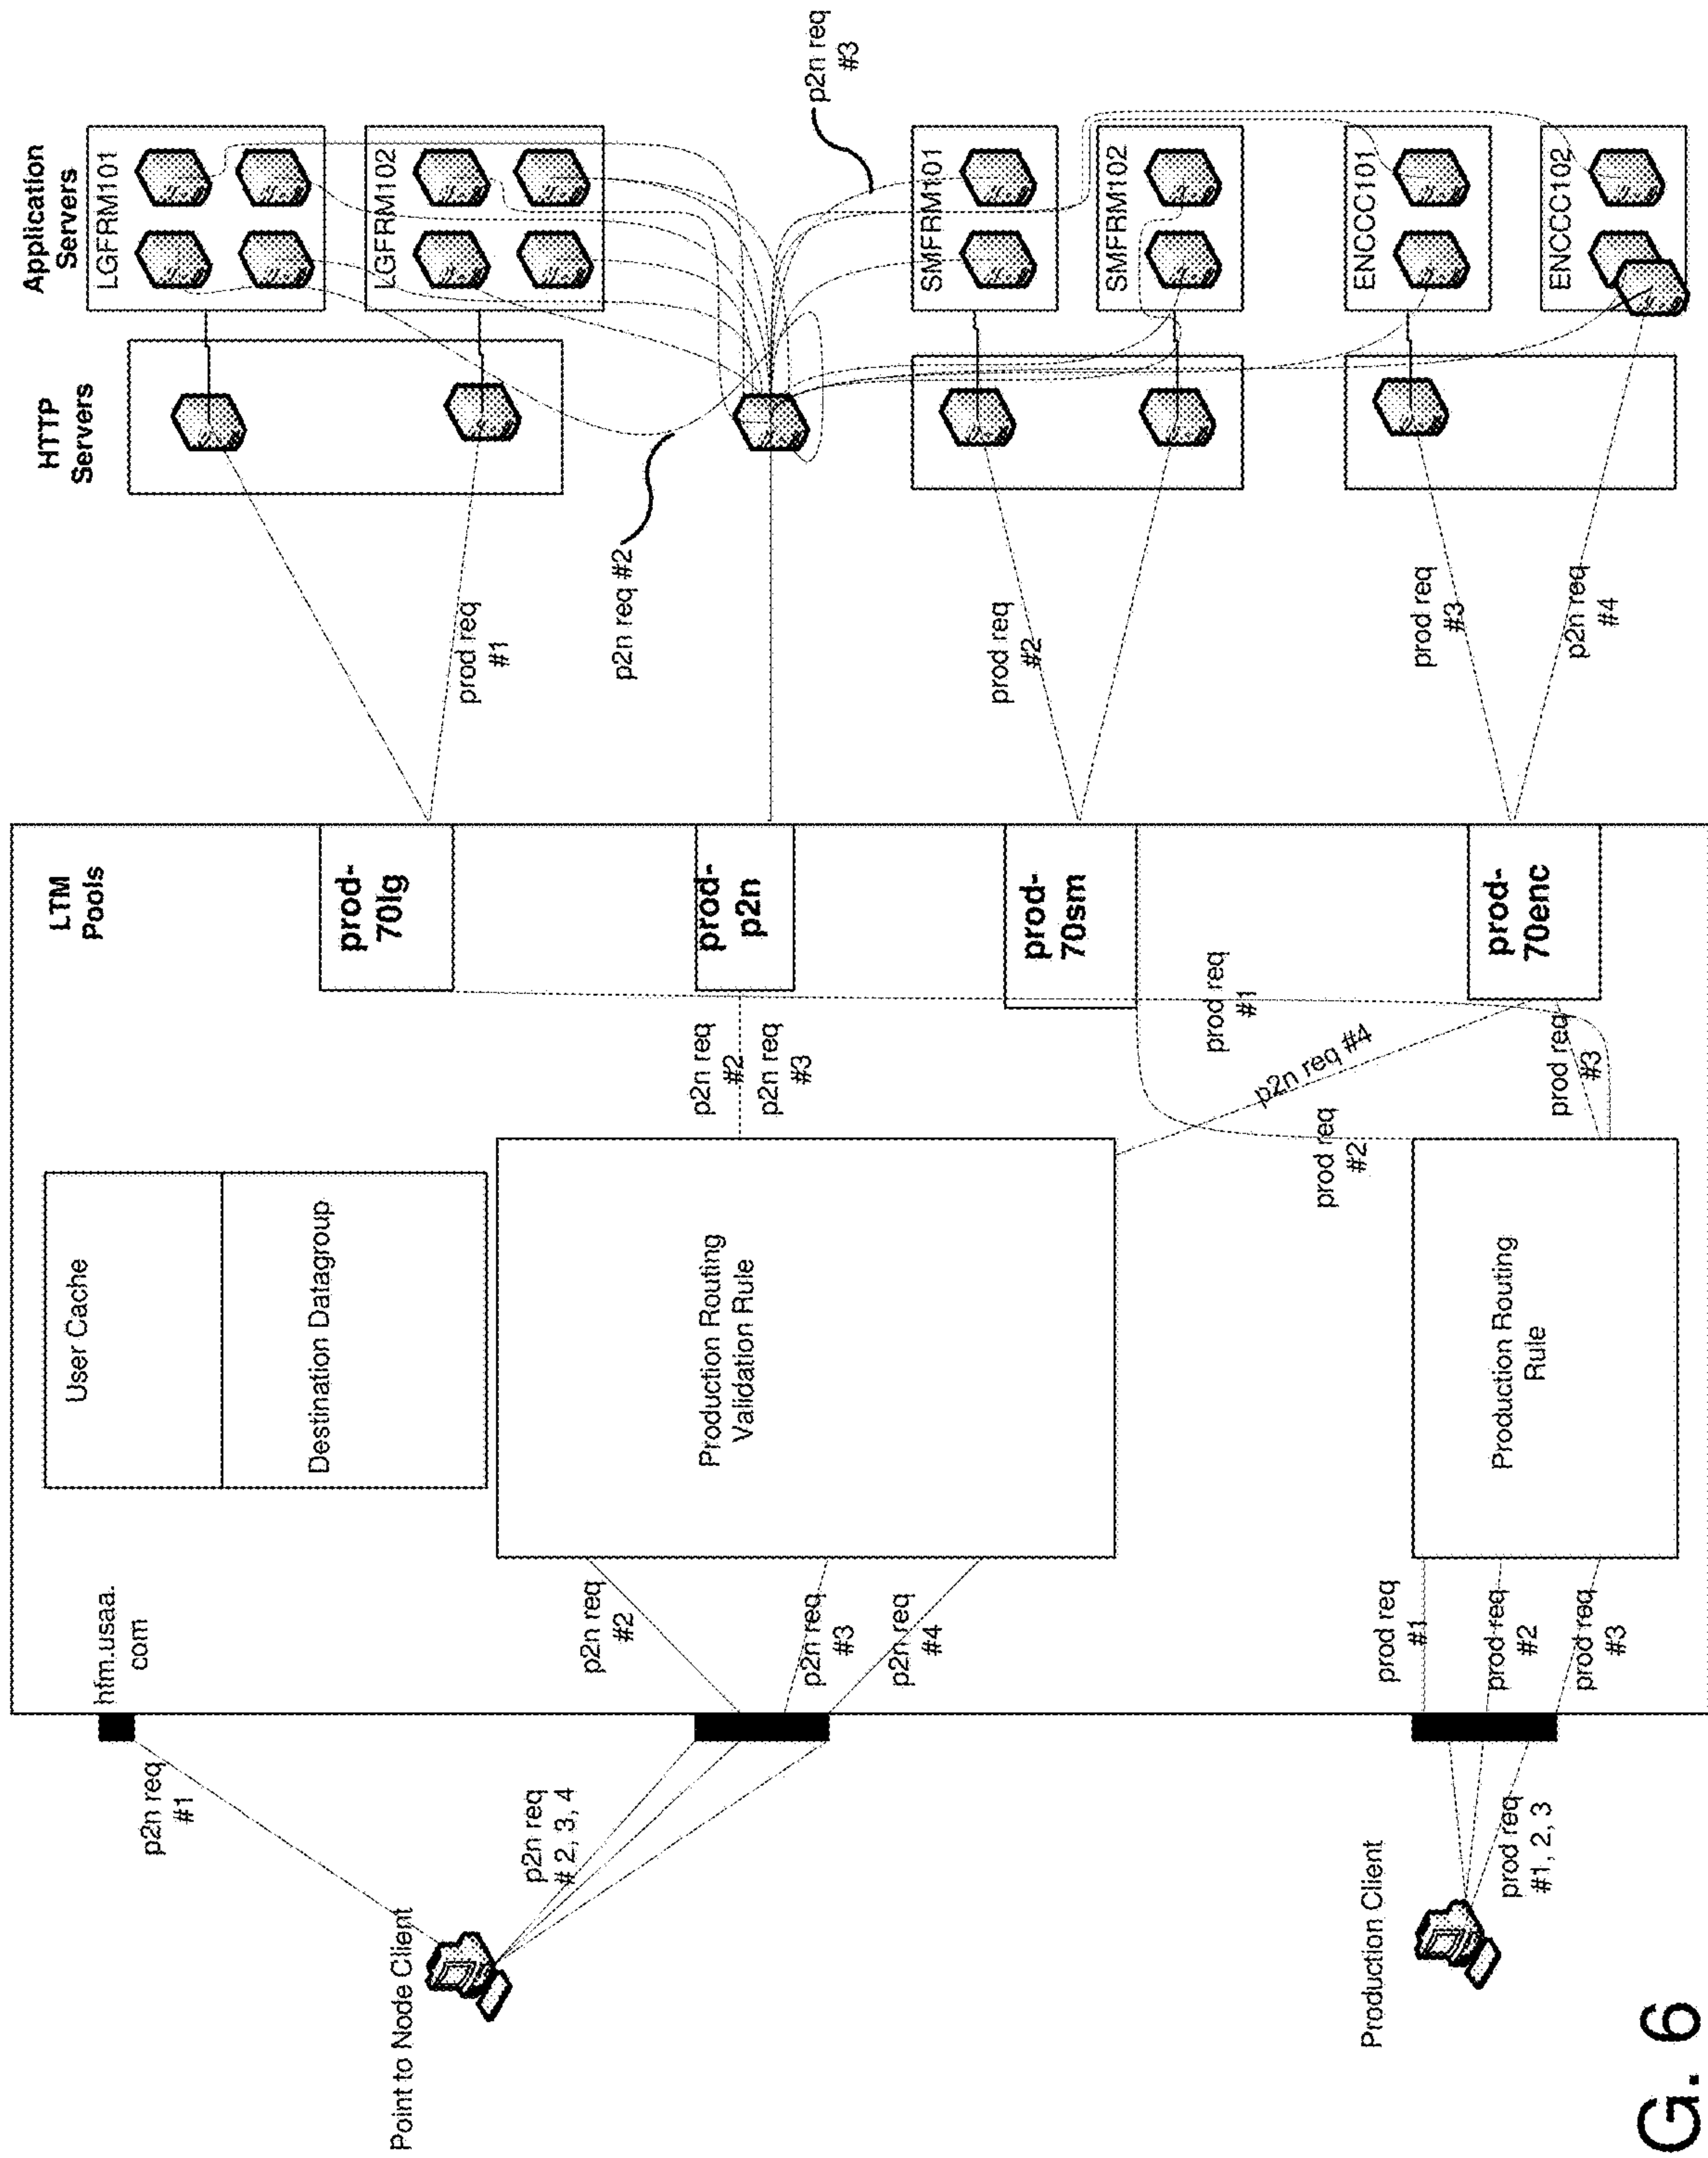 Point to Node Client
p2n req
#1
p2n req
# 2, 3, 4
Production Client
prod req
#1, 2, 3
hfm.usaa.
com
p2n req
#2
p2n req
#3
p2n req
#4
prod req
#1
prod req
#2
prod req
#3
User Cache
Destination Datagroup
Production Routing
Validation Rule
Production Routing
Rule
p2n req
#2
p2n req
#3
p2n req #4
prod req
#1
prod req
#2
prod req
#3
LTM
Pools
prod-
70lg
prod-
p2n
prod-
70sm
prod-
70enc
prod req
#1
p2n req #2
prod req
#2
prod req
#3
p2n req
#4
HTTP
Servers
Application
Servers
LGFRM101
LGFRM102
p2n req
#3
SMFRM101
SMFRM102
ENCCC101
ENCCC102
G. 6